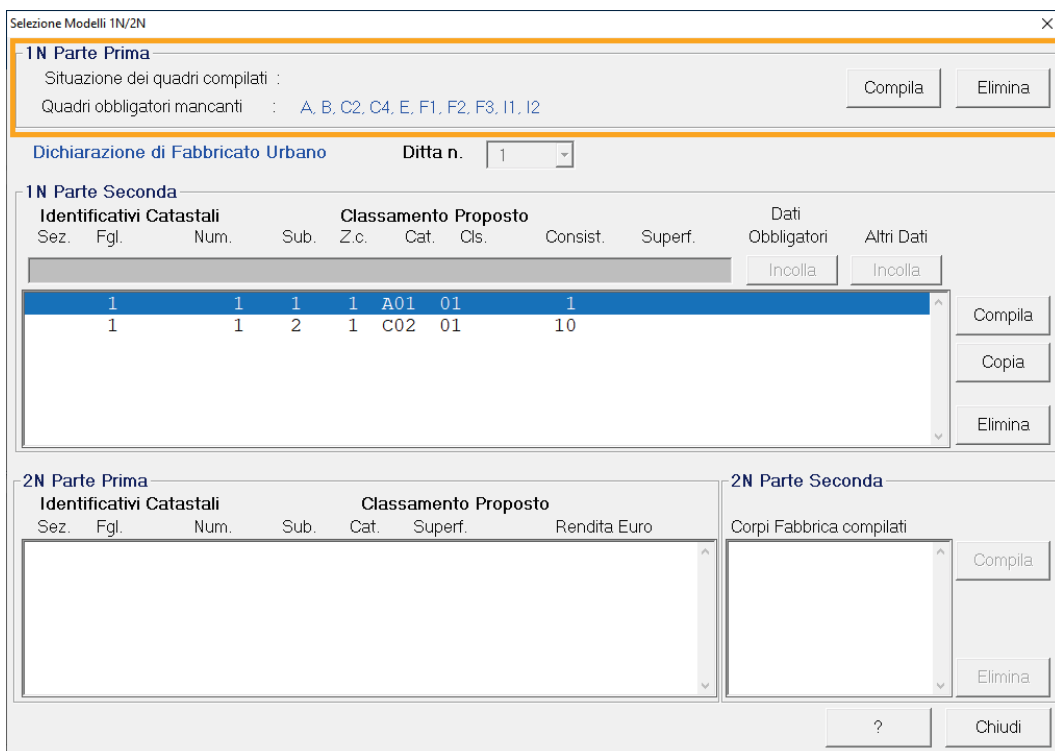 Selezione Modelli 1N/2N
1N Parte Prima
Situazione dei quadri compilati :
Quadri obbligatori mancanti : A, B, C2, C4, E, F1, F2, F3, I1, I2
Compila Elimina
Dichiarazione di Fabbricato Urbano Ditta n. 1
1N Parte Seconda
Identificativi Catastali Classamento Proposto Dati
Sez. Fgl. Num. Sub. Z.c. Cat. Cls. Consist. Superf. Obbligatori Altri Dati
Incolla Incolla
1 1 1 1 A01 01 1
1 1 2 1 C02 01 10
Compila
Copia
Elimina
2N Parte Prima
Identificativi Catastali Classamento Proposto
Sez. Fgl. Num. Sub. Cat. Superf. Rendita Euro
2N Parte Seconda
Corpi Fabbrica compilati
Compila
Elimina
? Chiudi